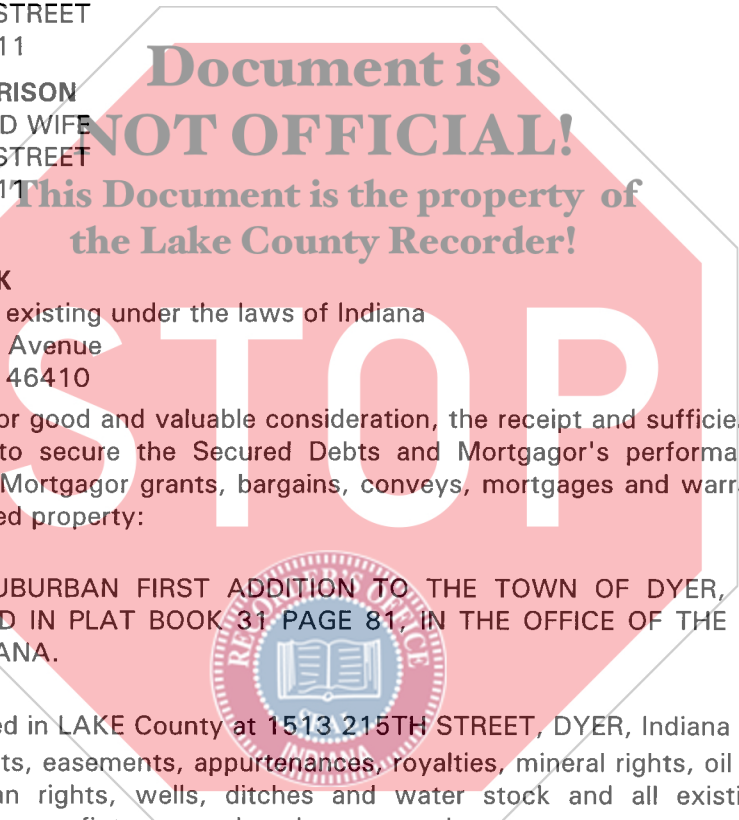 STREET
11
Document is
RISON
D WIFE
NOT OFFICIAL!
STREET
11
This Document is the property of
the Lake County Recorder!
K
existing under the laws of Indiana
Avenue
46410
or good and valuable consideration, the receipt and
to secure the Secured Debts and Mortgagor's
Mortgagor grants, bargains, conveys, mortgages and
ed property:
STOP
UBURBAN FIRST ADDITION TO THE TOWN OF DYER,
D IN PLAT BOOK 31 PAGE 81, IN THE OFFICE OF THE
ANA.
RECORDER'S OFFICE
SEAL
INDIANA
ed in LAKE County at 1513 215TH STREET, DYER, Indiana
ts, easements, appurtenances, royalties, mineral rights, oil
an rights, wells, ditches and water stock and all